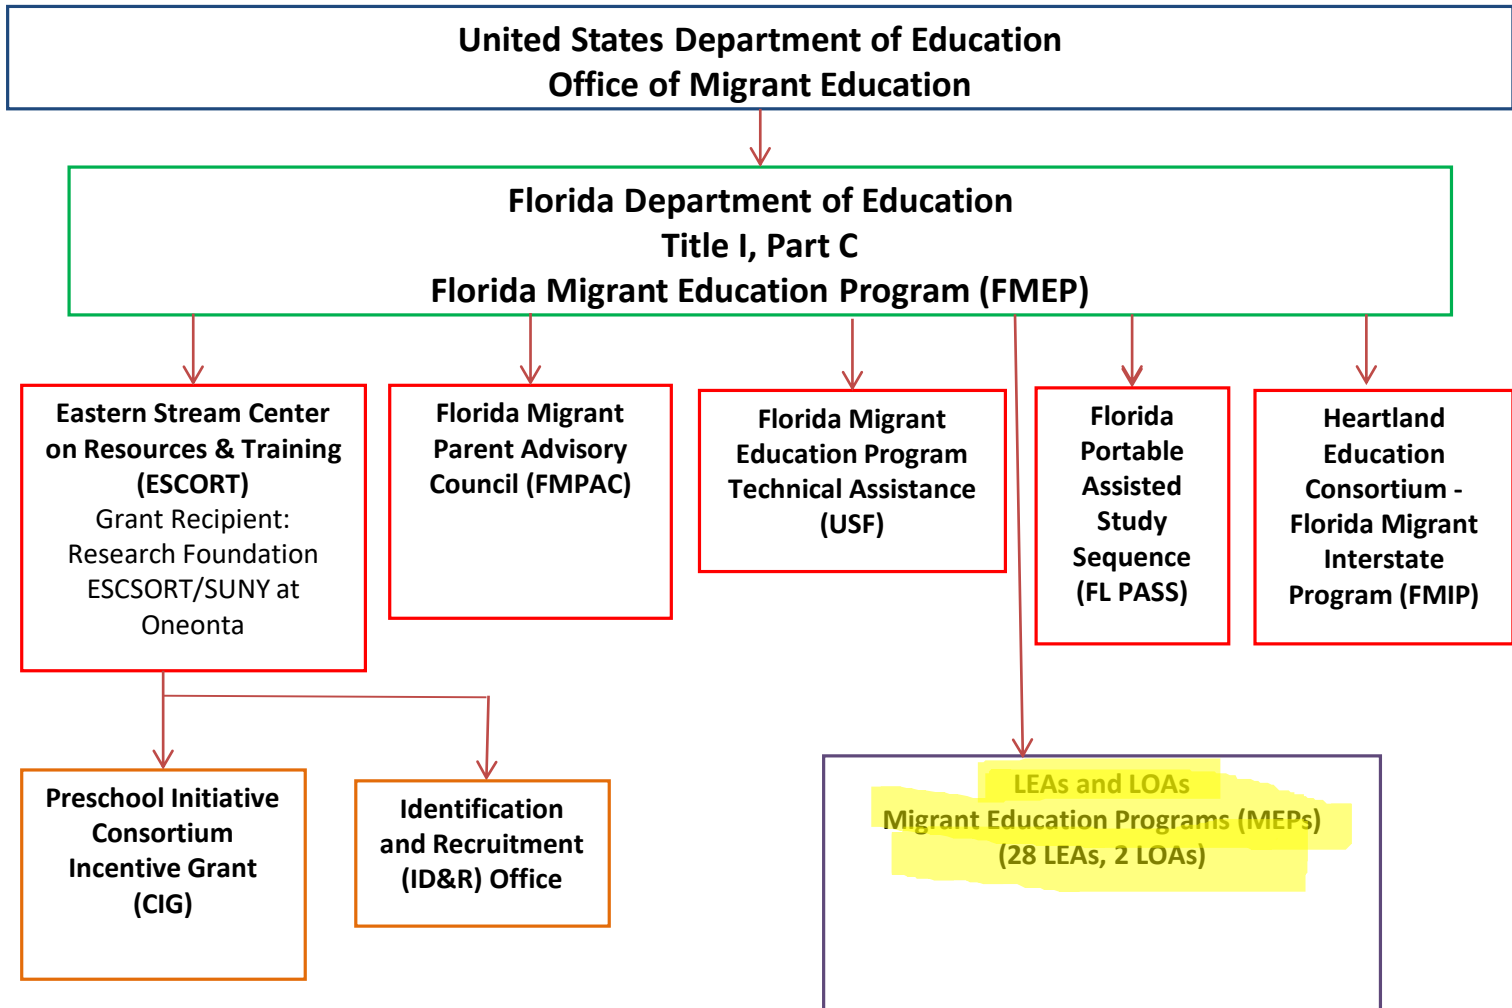 United States Department of Education
Office of Migrant Education
Florida Department of Education
Title I, Part C
Florida Migrant Education Program (FMEP)
Eastern Stream Center
on Resources & Training
(ESCORT)
Grant Recipient:
Research Foundation
ESCSORT/SUNY at
Oneonta
Florida Migrant
Parent Advisory
Council (FMPAC)
Florida Migrant
Education Program
Technical Assistance
(USF)
Florida
Portable
Assisted
Study
Sequence
(FL PASS)
Heartland
Education
Consortium -
Florida Migrant
Interstate
Program (FMIP)
Preschool Initiative
Consortium
Incentive Grant
(CIG)
Identification
and Recruitment
(ID&R) Office
LEAs and LOAs
Migrant Education Programs (MEPs)
(28 LEAs, 2 LOAs)